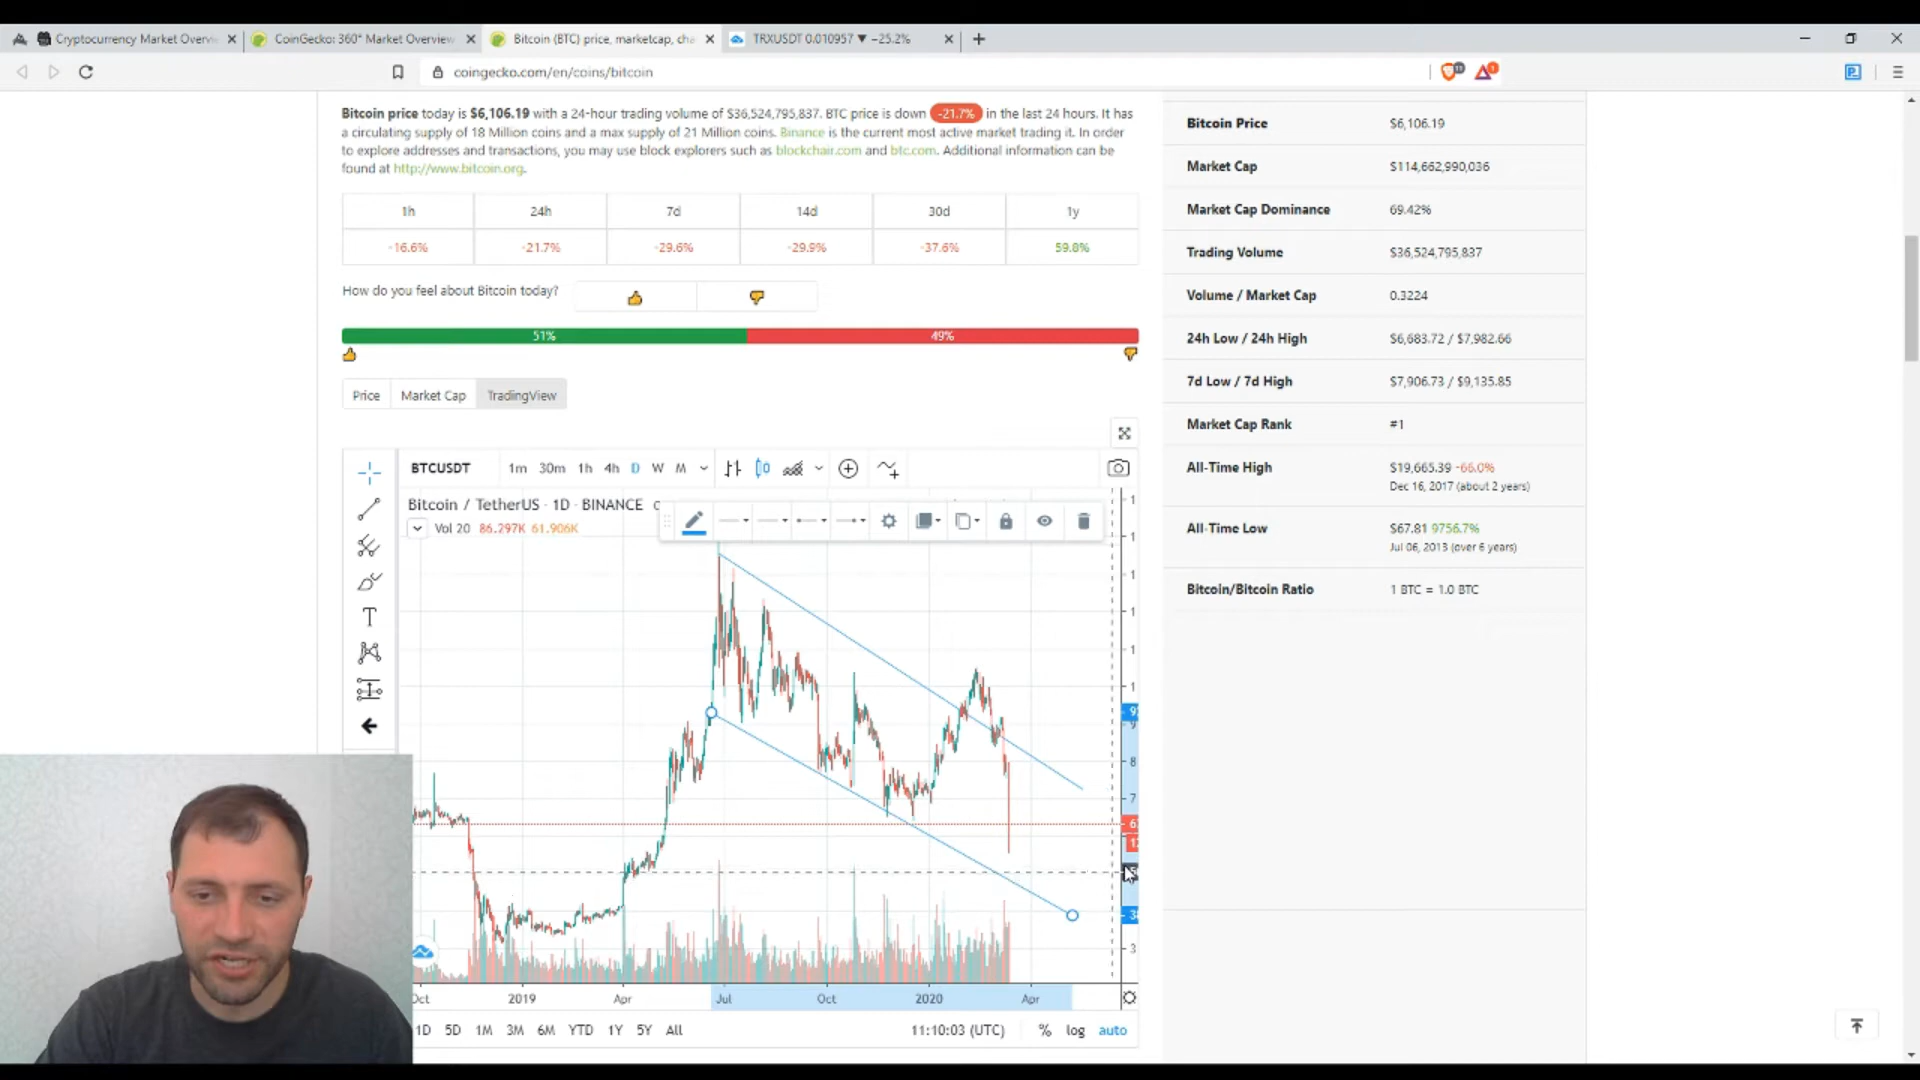 Cryptocurrency Market Overvi
CoinGecko: 360° Market Overview
Bitcoin (BTC) price, marketcap, cha
TRXUSDT 0.010957 ▼ −25.2%
coingecko.com/en/coins/bitcoin
Bitcoin price today is $6,106.19 with a 24-hour trading volume of $36,524,795,837. BTC price is down -21.7% in the last 24 hours. It has
a circulating supply of 18 Million coins and a max supply of 21 Million coins. Binance is the current most active market trading it. In order
to explore addresses and transactions, you may use block explorers such as blockchair.com and btc.com. Additional information can be
found at http://www.bitcoin.org.
1h 24h 7d 14d 30d 1y
-16.6% -21.7% -29.6% -29.9% -37.6% 59.8%
How do you feel about Bitcoin today?
51% 49%
Price Market Cap TradingView
BTCUSDT 1m 30m 1h 4h D W M
Bitcoin / TetherUS · 1D · BINANCE
Vol 20 86.297K 61.906K
8
7
3
Oct 2019 Apr Jul Oct 2020 Apr
1D 5D 1M 3M 6M YTD 1Y 5Y All 11:10:03 (UTC) % log auto
Bitcoin Price $6,106.19
Market Cap $114,662,990,036
Market Cap Dominance 69.42%
Trading Volume $36,524,795,837
Volume / Market Cap 0.3224
24h Low / 24h High $6,683.72 / $7,982.66
7d Low / 7d High $7,906.73 / $9,135.85
Market Cap Rank #1
All-Time High $19,665.39 -66.0%
Dec 16, 2017 (about 2 years)
All-Time Low $67.81 9756.7%
Jul 06, 2013 (over 6 years)
Bitcoin/Bitcoin Ratio 1 BTC = 1.0 BTC